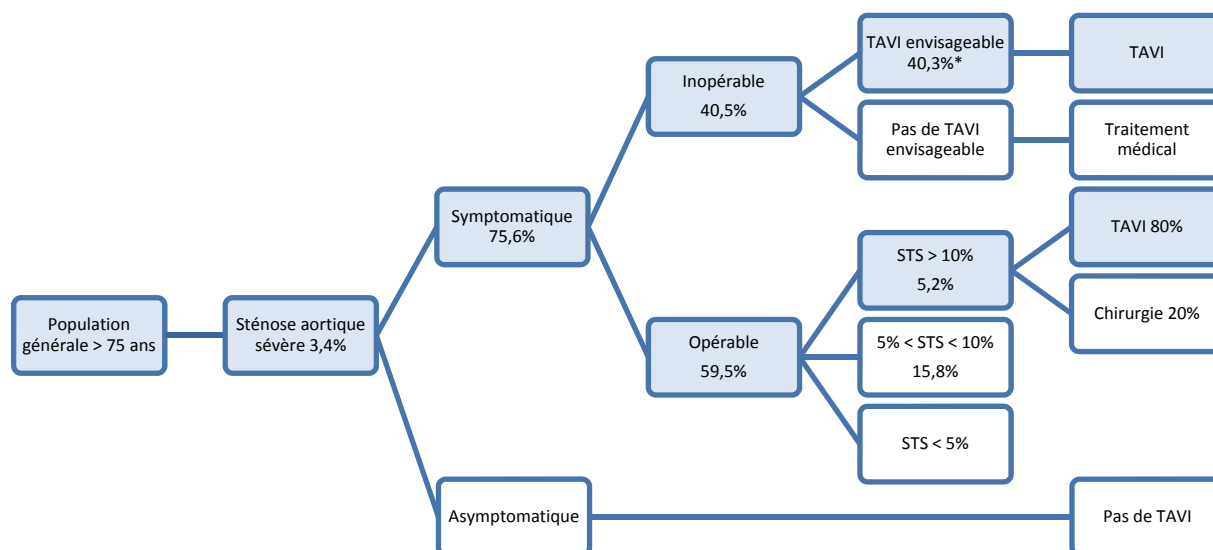 Population
générale > 75 ans
Sténose aortique
sévère 3,4%
Symptomatique
75,6%
Asymptomatique
Inopérable
40,5%
Opérable
59,5%
TAVI envisageable
40,3%*
Pas de TAVI
envisageable
STS > 10%
5,2%
5% < STS < 10%
15,8%
STS < 5%
TAVI
Traitement
médical
TAVI 80%
Chirurgie 20%
Pas de TAVI